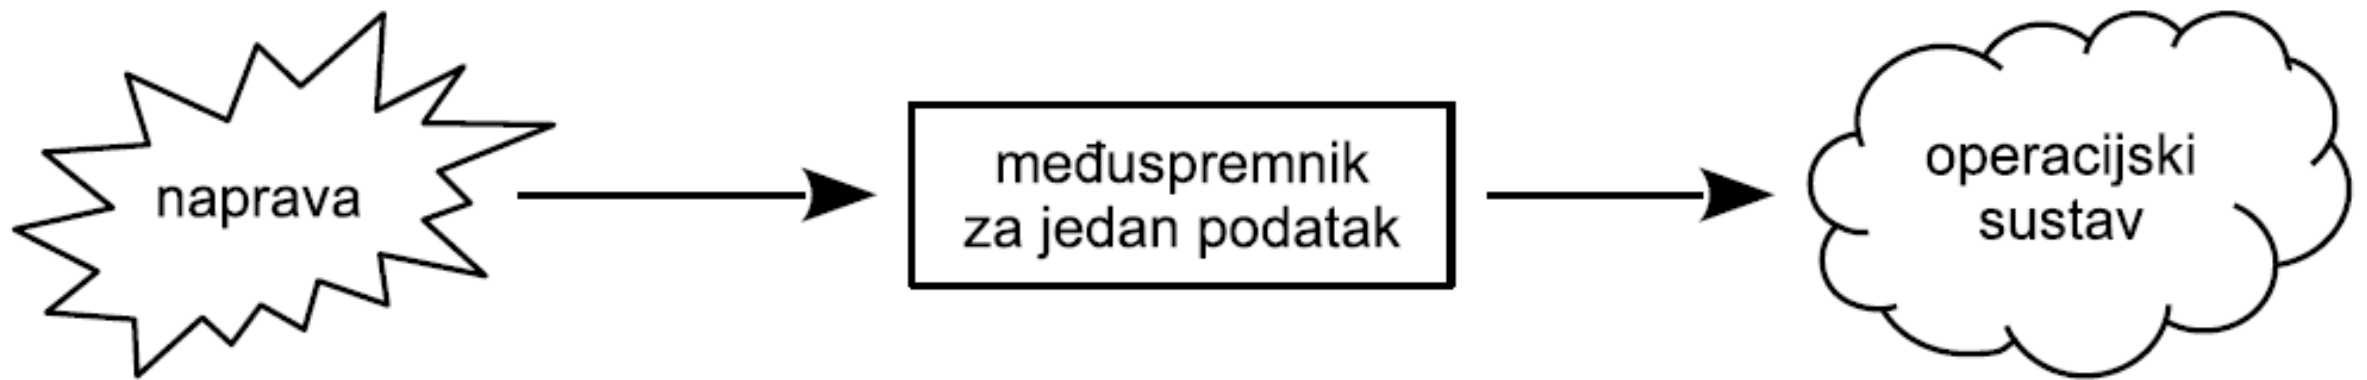 naprava
međuspremnik
za jedan podatak
operacijski
sustav